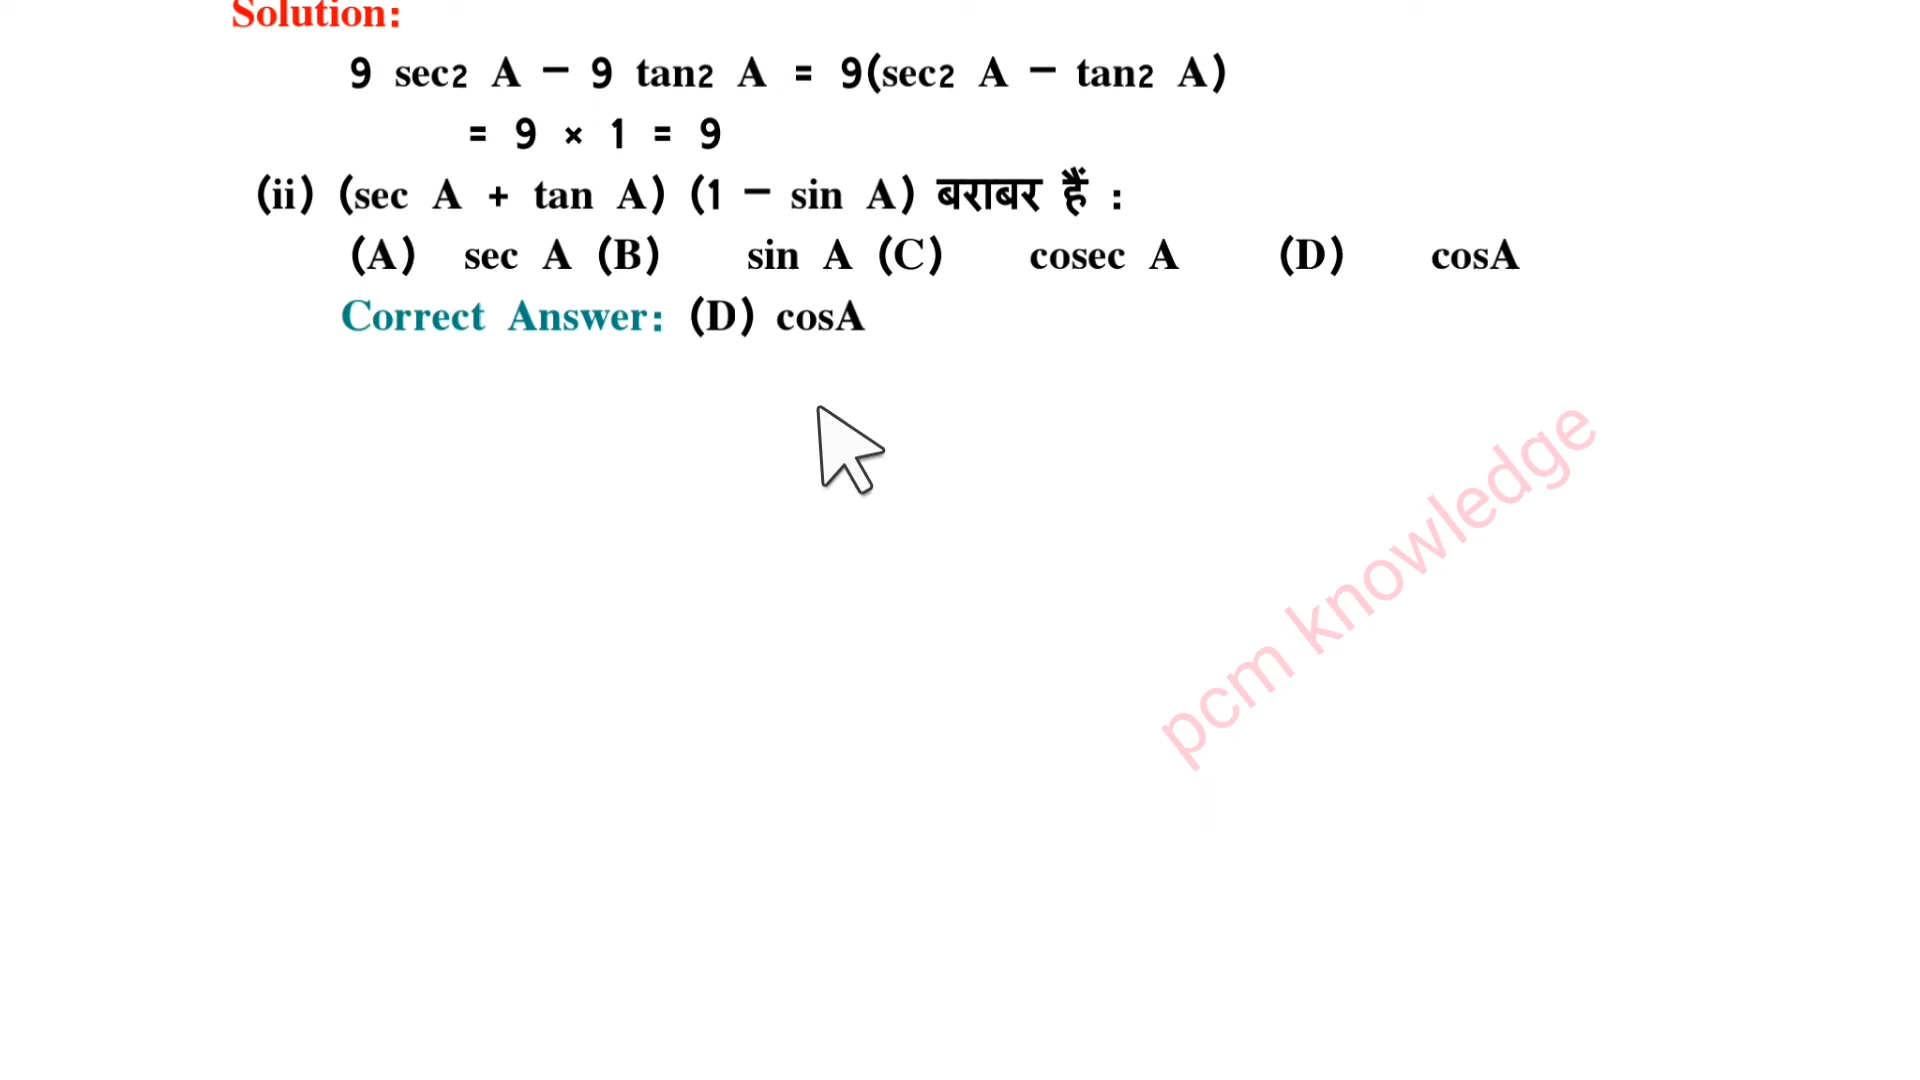 Solution:
9 sec2 A – 9 tan2 A = 9(sec2 A – tan2 A)
= 9 × 1 = 9
(ii) (sec A + tan A) (1 – sin A) बराबर हैं :
(A) sec A (B) sin A (C) cosec A (D) cosA
Correct Answer: (D) cosA
pcm knowledge